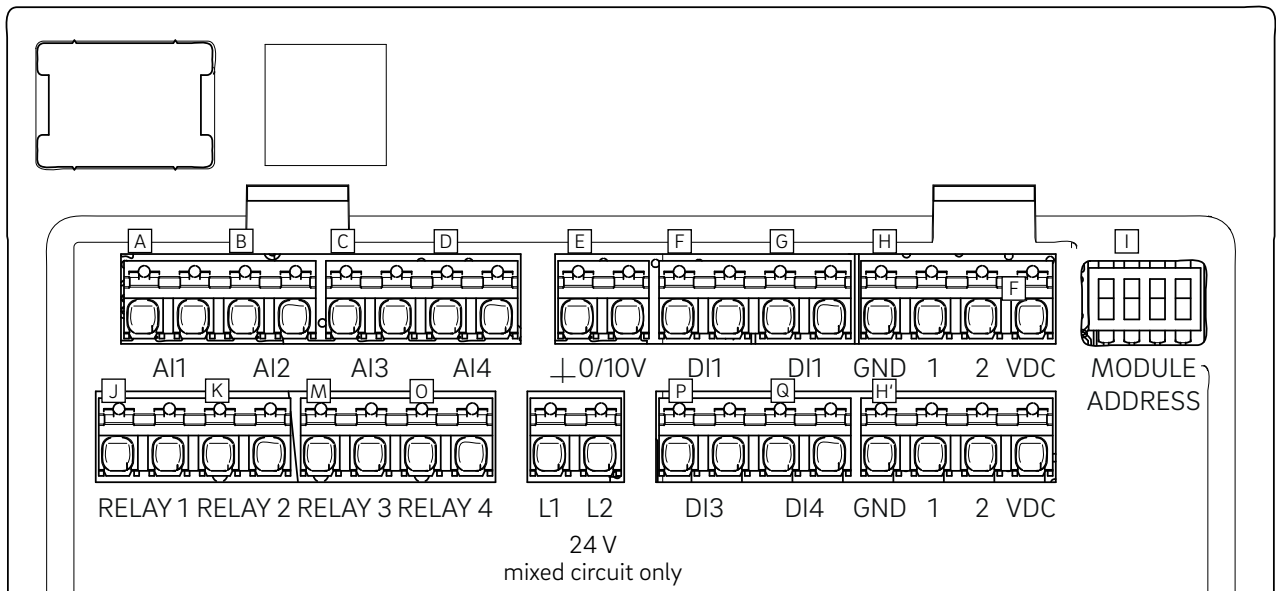 A B C D E F G H I
F
AI1 AI2 AI3 AI4 0/10V DI1 DI1 GND 1 2 VDC MODULE
ADDRESS
J K M O P Q H'
RELAY 1 RELAY 2 RELAY 3 RELAY 4 L1 L2 DI3 DI4 GND 1 2 VDC
24 V
mixed circuit only